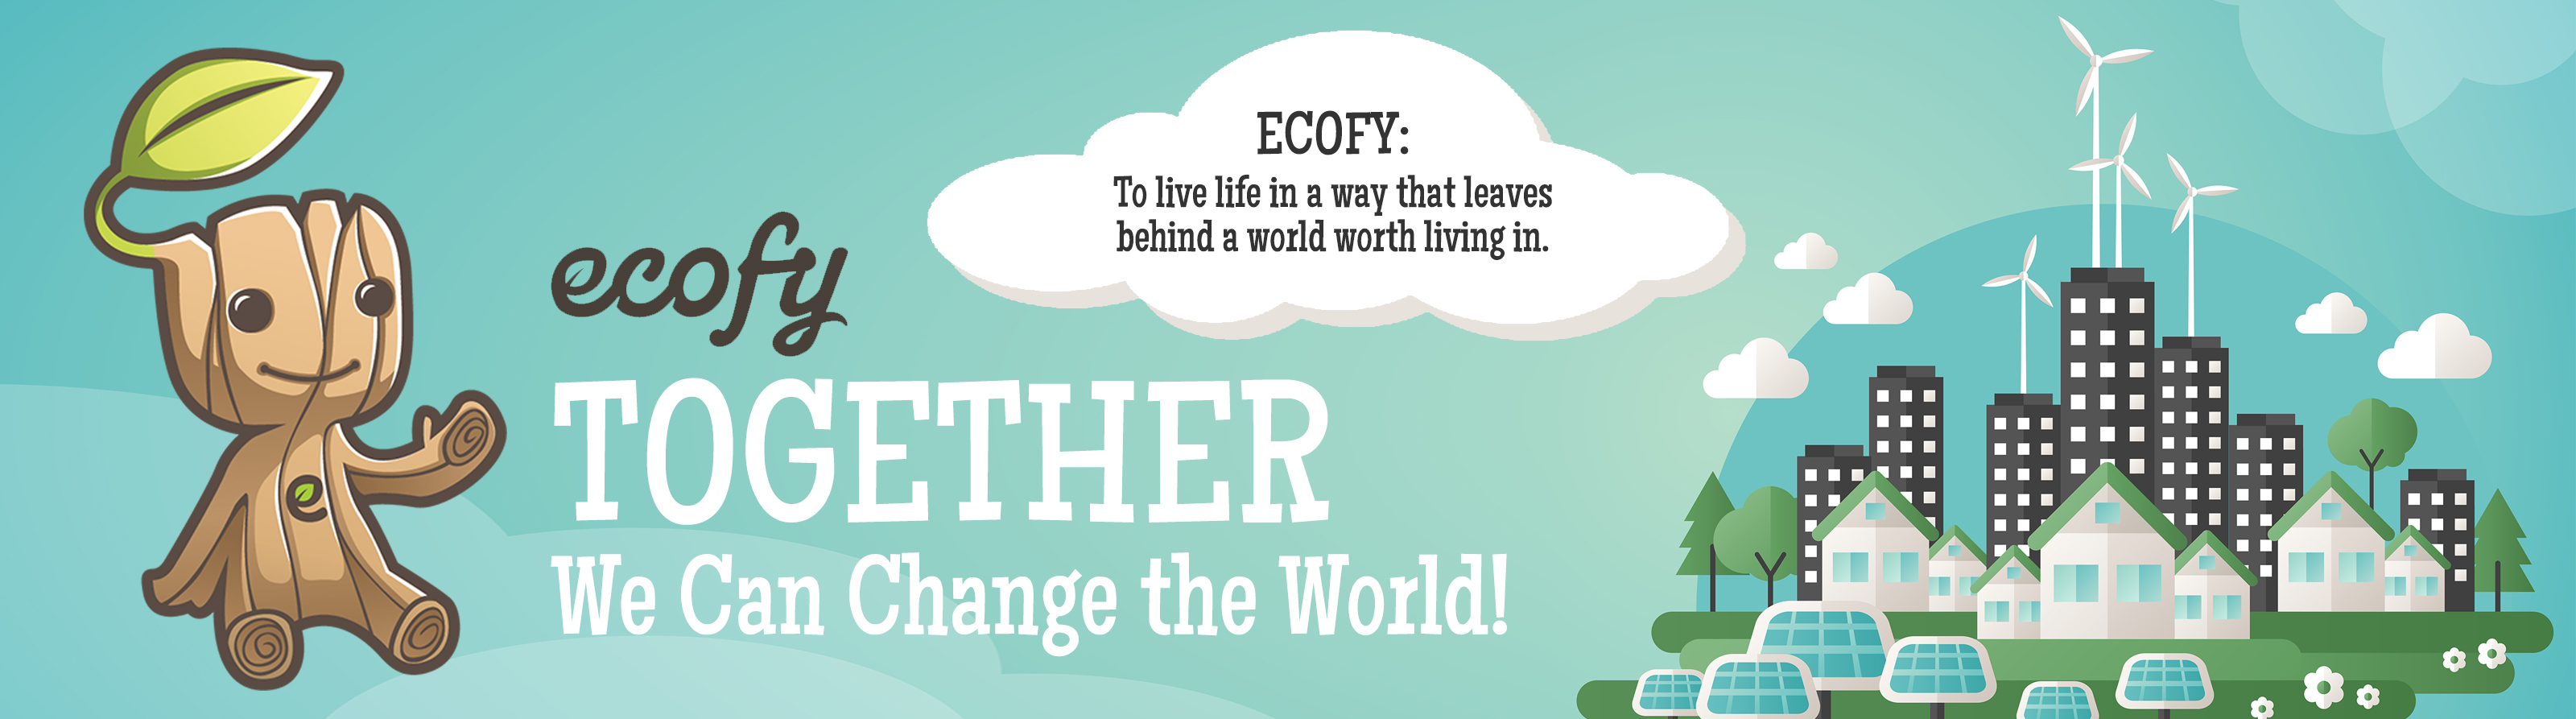 ecofy
ECOFY:
To live life in a way that leaves
behind a world worth living in.
TOGETHER
We Can Change the World!
e